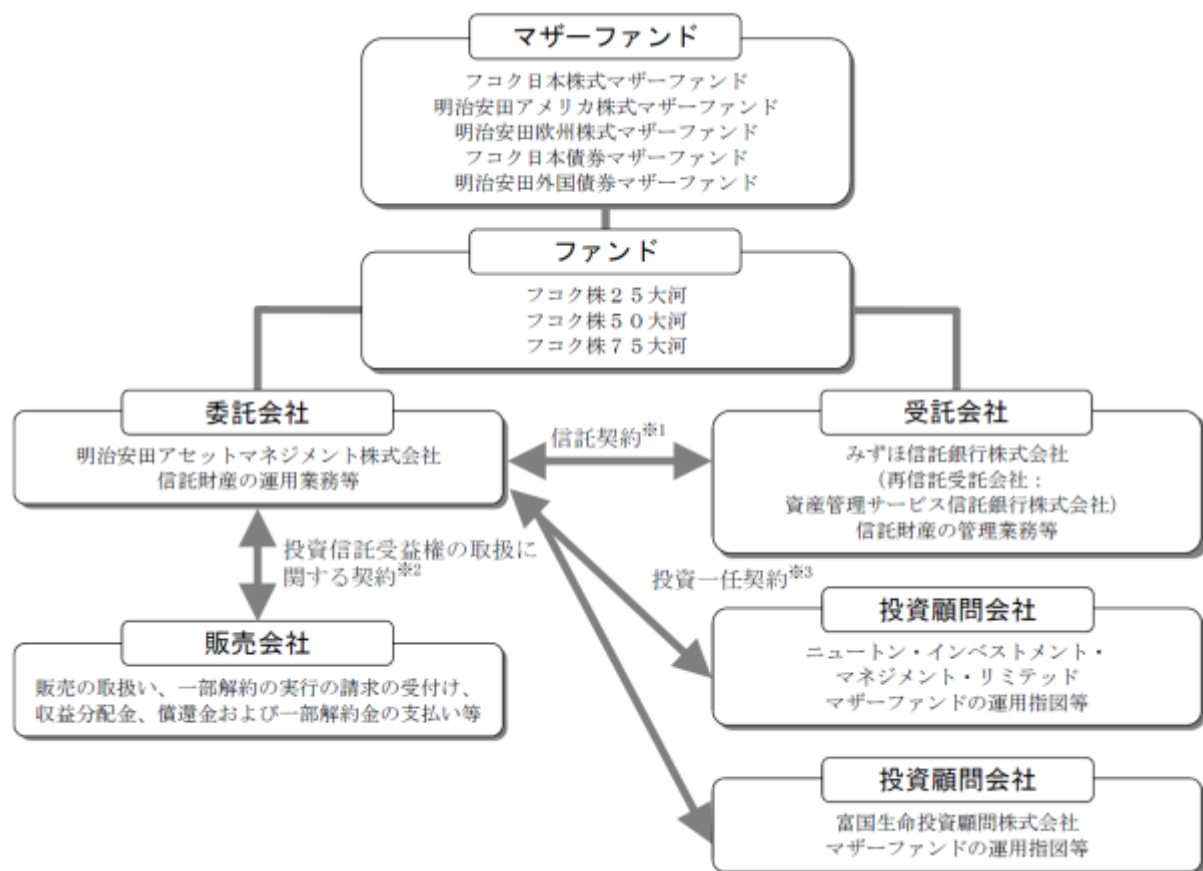 マザーファンド
フコク日本株式マザーファンド
明治安田アメリカ株式マザーファンド
明治安田欧州株式マザーファンド
フコク日本債券マザーファンド
明治安田外国債券マザーファンド
ファンド
フコク株２５大河
フコク株５０大河
フコク株７５大河
委託会社
明治安田アセットマネジメント株式会社
信託財産の運用業務等
信託契約※1
受託会社
みずほ信託銀行株式会社
（再信託受託会社：
資産管理サービス信託銀行株式会社）
信託財産の管理業務等
投資信託受益権の取扱に
関する契約※2
投資一任契約※3
販売会社
販売の取扱い、一部解約の実行の請求の受付け、
収益分配金、償還金および一部解約金の支払い等
投資顧問会社
ニュートン・インベストメント・
マネジメント・リミテッド
マザーファンドの運用指図等
投資顧問会社
富国生命投資顧問株式会社
マザーファンドの運用指図等